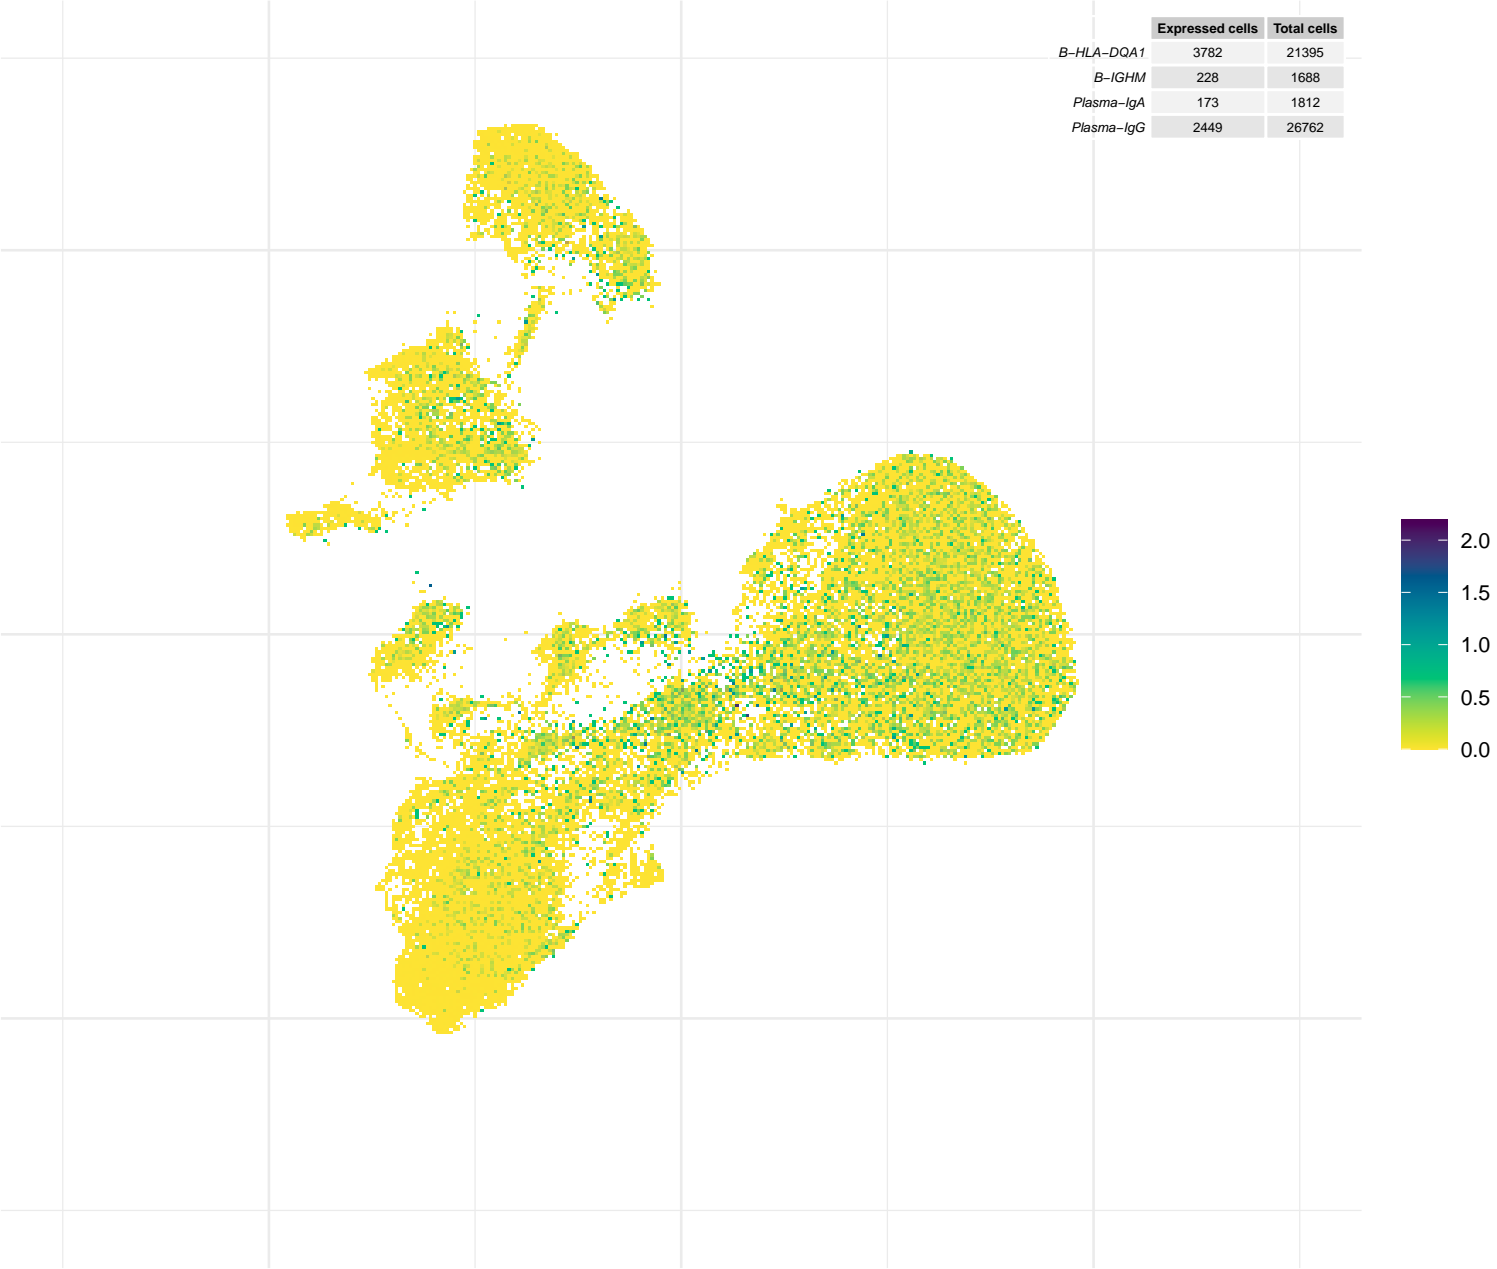 Expressed cells Total cells
B−HLA−DQA1 3782 21395
B−IGHM 228 1688
Plasma−IgA 173 1812
Plasma−IgG 2449 26762
2.0
1.5
1.0
0.5
0.0